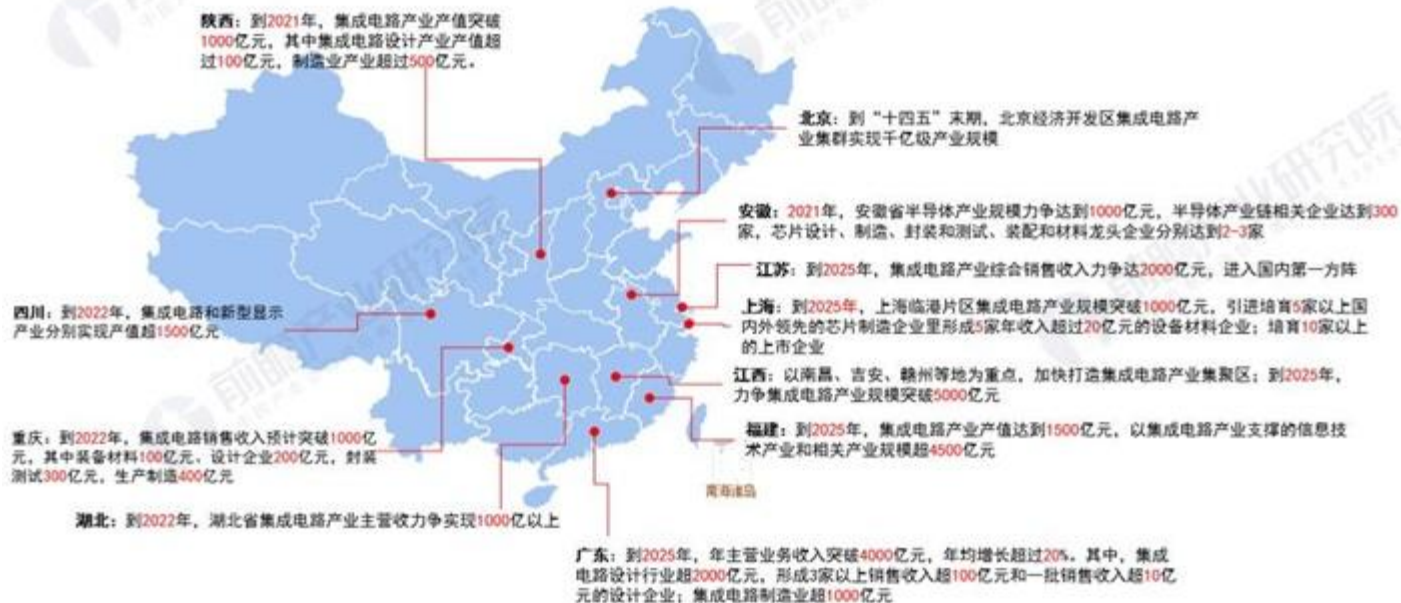 陕西：到2021年，集成电路产业产值突破
1000亿元，其中集成电路设计产业产值超
过100亿元，制造业产业超过500亿元。
北京：到“十四五”末期，北京经济开发区集成电路产
业集群实现千亿级产业规模
安徽：2021年，安徽省半导体产业规模力争达到1000亿元，半导体产业链相关企业达到300
家，芯片设计、制造、封装和测试、装配和材料龙头企业分别达到2-3家
江苏：到2025年，集成电路产业综合销售收入力争达2000亿元，进入国内第一方阵
四川：到2022年，集成电路和新型显示
产业分别实现产值超1500亿元
上海：到2025年，上海临港片区集成电路产业规模突破1000亿元，引进培育5家以上国
内外领先的芯片制造企业里形成5家年收入超过20亿元的设备材料企业；培育10家以上
的上市企业
江西：以南昌、吉安、赣州等地为重点，加快打造集成电路产业集聚区；到2025年，
力争集成电路产业规模突破5000亿元
重庆：到2022年，集成电路销售收入预计突破1000亿
元，其中装备材料100亿元、设计企业200亿元，封装
测试300亿元，生产制造400亿元
福建：到2025年，集成电路产业产值达到1500亿元，以集成电路产业支撑的信息技
术产业和相关产业规模超4500亿元
南海诸岛
湖北：到2022年，湖北省集成电路产业主营收力争实现1000亿以上
广东：到2025年，年主营业务收入突破4000亿元，年均增长超过20%。其中，集成
电路设计行业超2000亿元，形成3家以上销售收入超100亿元和一批销售收入超10亿
元的设计企业；集成电路制造业超1000亿元
前瞻产业研究院